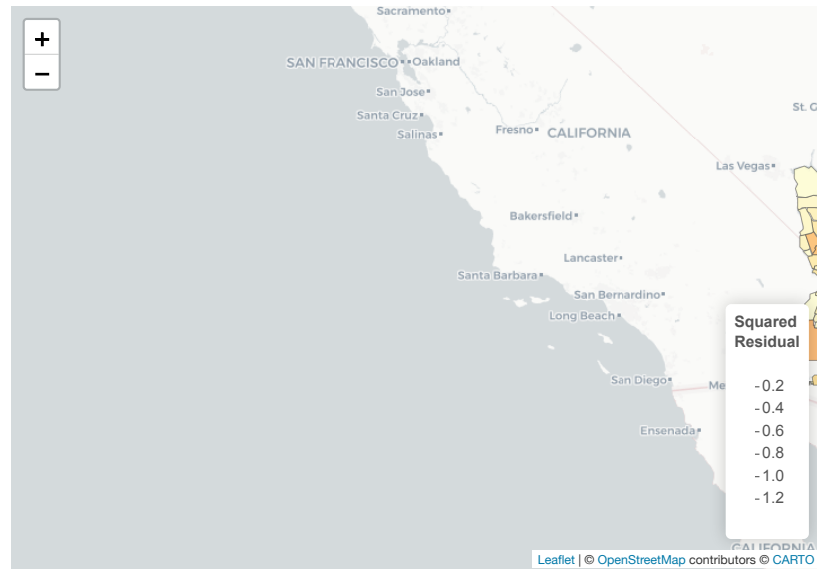 Sacramento
+
SAN FRANCISCO
Oakland
−
San Jose
Santa Cruz
St. G
Salinas
Fresno
CALIFORNIA
Las Vegas
Bakersfield
Lancaster
Santa Barbara
San Bernardino
Long Beach
Squared
Residual
San Diego
Me
-0.2
-0.4
Ensenada
-0.6
-0.8
-1.0
-1.2
CALIFORNIA
Leaflet | © OpenStreetMap contributors © CARTO